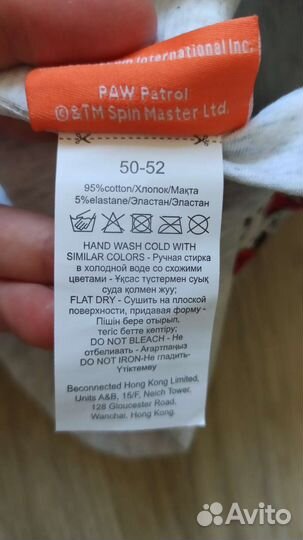 International Inc.
PAW Patrol
©&TM Spin Master Ltd.
50-52
95%cotton/Хлопок/Мақта
5%elastane/Эластан/Эластан
HAND WASH COLD WITH
SIMILAR COLORS - Ручная стирка
в холодной воде со схожими
цветами - Ұқсас түстермен суық
суда қолмен жуу;
FLAT DRY - Сушить на плоской
поверхности, придавая форму -
Пішін бере отырып,
тегіс бетте кептіру;
DO NOT BLEACH - Не
отбеливать - Ағартпаңыз
DO NOT IRON-Не гладить-
Үтіктемеу
Beconnected Hong Kong Limited,
Units A&B, 15/F, Neich Tower,
128 Gloucester Road,
Wanchai, Hong Kong
Avito